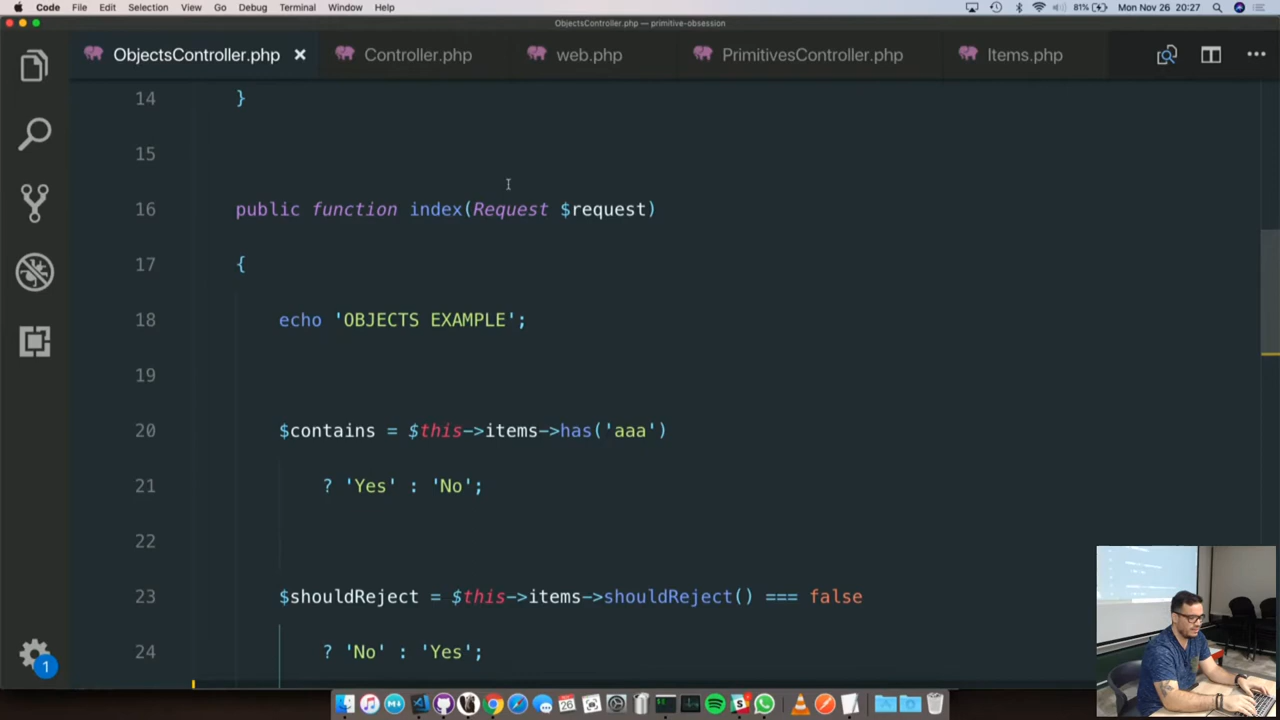 Code File Edit Selection View Go Debug Terminal Window Help 81% Mon Nov 26 20:27
ObjectsController.php — primitive-obsession
ObjectsController.php Controller.php web.php PrimitivesController.php Items.php
14 }
15
16 public function index(Request $request)
17 {
18 echo 'OBJECTS EXAMPLE';
19
20 $contains = $this->items->has('aaa')
21 ? 'Yes' : 'No';
22
23 $shouldReject = $this->items->shouldReject() === false
24 ? 'No' : 'Yes';
1
26